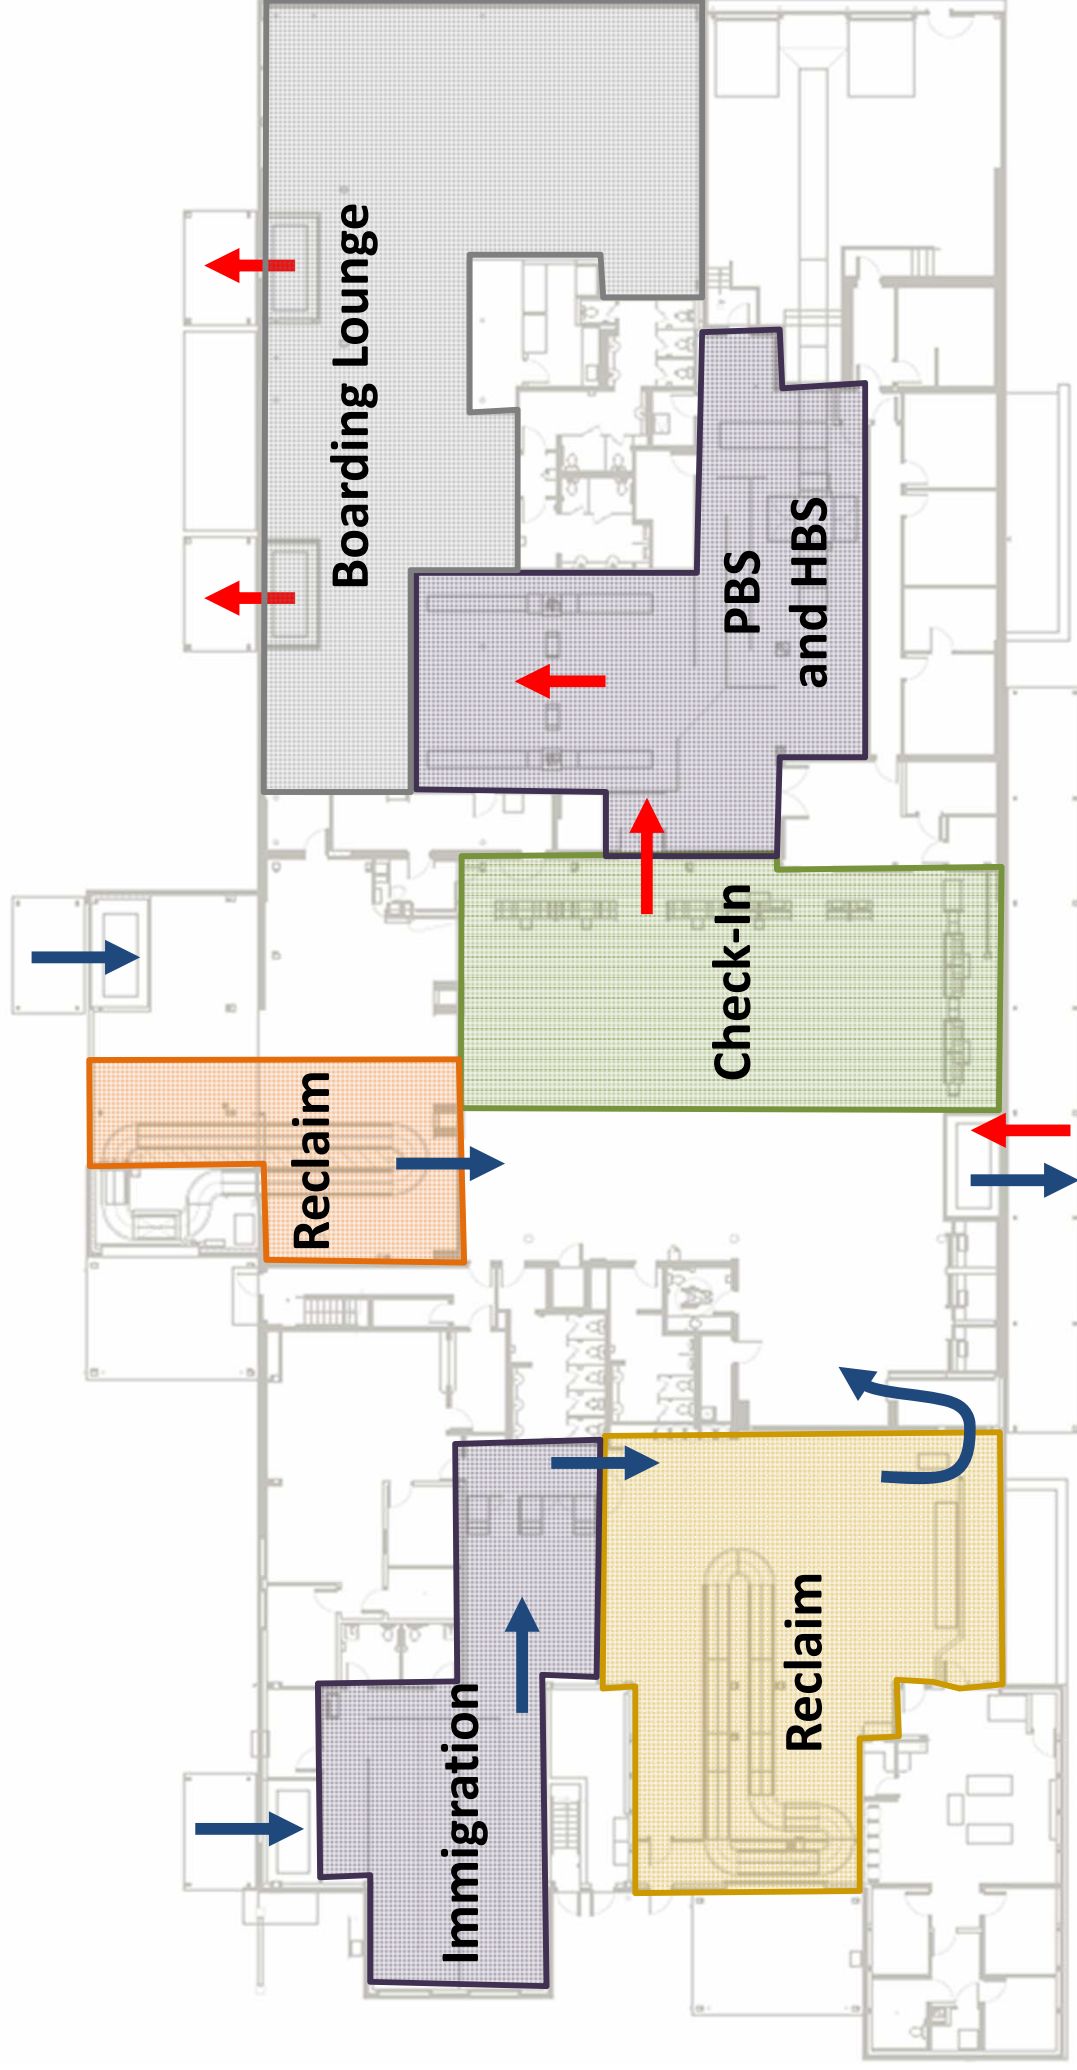 Immigration
Reclaim
Reclaim
Check-In
PBS
and HBS
Boarding Lounge